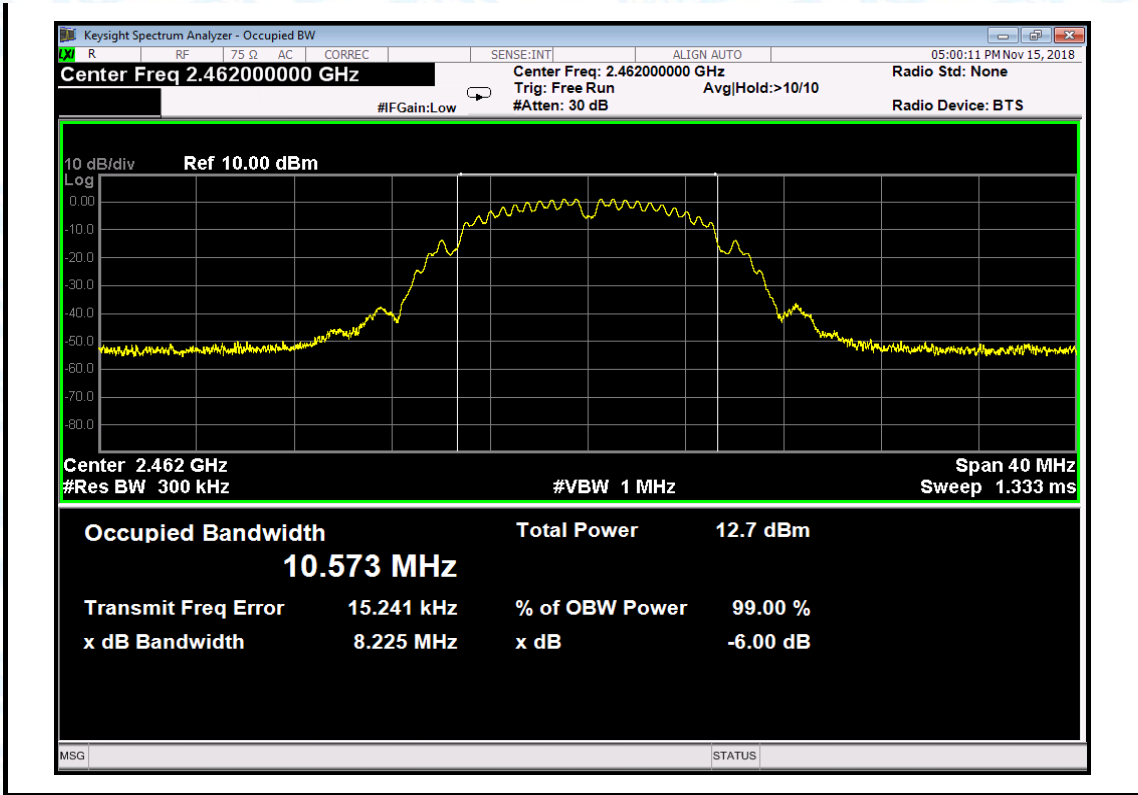 Keysight Spectrum Analyzer - Occupied BW
LXI R RF 75 Ω AC CORREC SENSE:INT ALIGN AUTO 05:00:11 PM Nov 15, 2018
Center Freq 2.462000000 GHz Center Freq: 2.462000000 GHz Radio Std: None
Trig: Free Run Avg|Hold:>10/10
#IFGain:Low #Atten: 30 dB Radio Device: BTS
10 dB/div Ref 10.00 dBm
Log
0.00
-10.0
-20.0
-30.0
-40.0
-50.0
-60.0
-70.0
-80.0
Center 2.462 GHz Span 40 MHz
#Res BW 300 kHz #VBW 1 MHz Sweep 1.333 ms
Occupied Bandwidth Total Power 12.7 dBm
10.573 MHz
Transmit Freq Error 15.241 kHz % of OBW Power 99.00 %
x dB Bandwidth 8.225 MHz x dB -6.00 dB
MSG STATUS